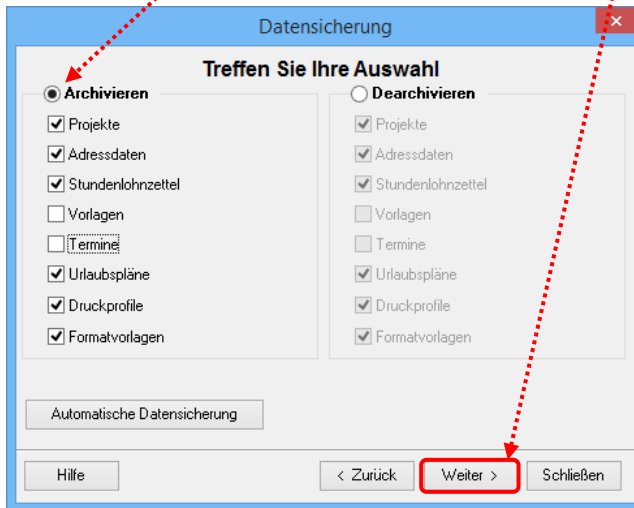 Datensicherung
Treffen Sie Ihre Auswahl
Archivieren
Projekte
Adressdaten
Stundenlohnzettel
Vorlagen
Termine
Urlaubspläne
Druckprofile
Formatvorlagen
Dearchivieren
Projekte
Adressdaten
Stundenlohnzettel
Vorlagen
Termine
Urlaubspläne
Druckprofile
Formatvorlagen
Automatische Datensicherung
Hilfe
< Zurück
Weiter >
Schließen